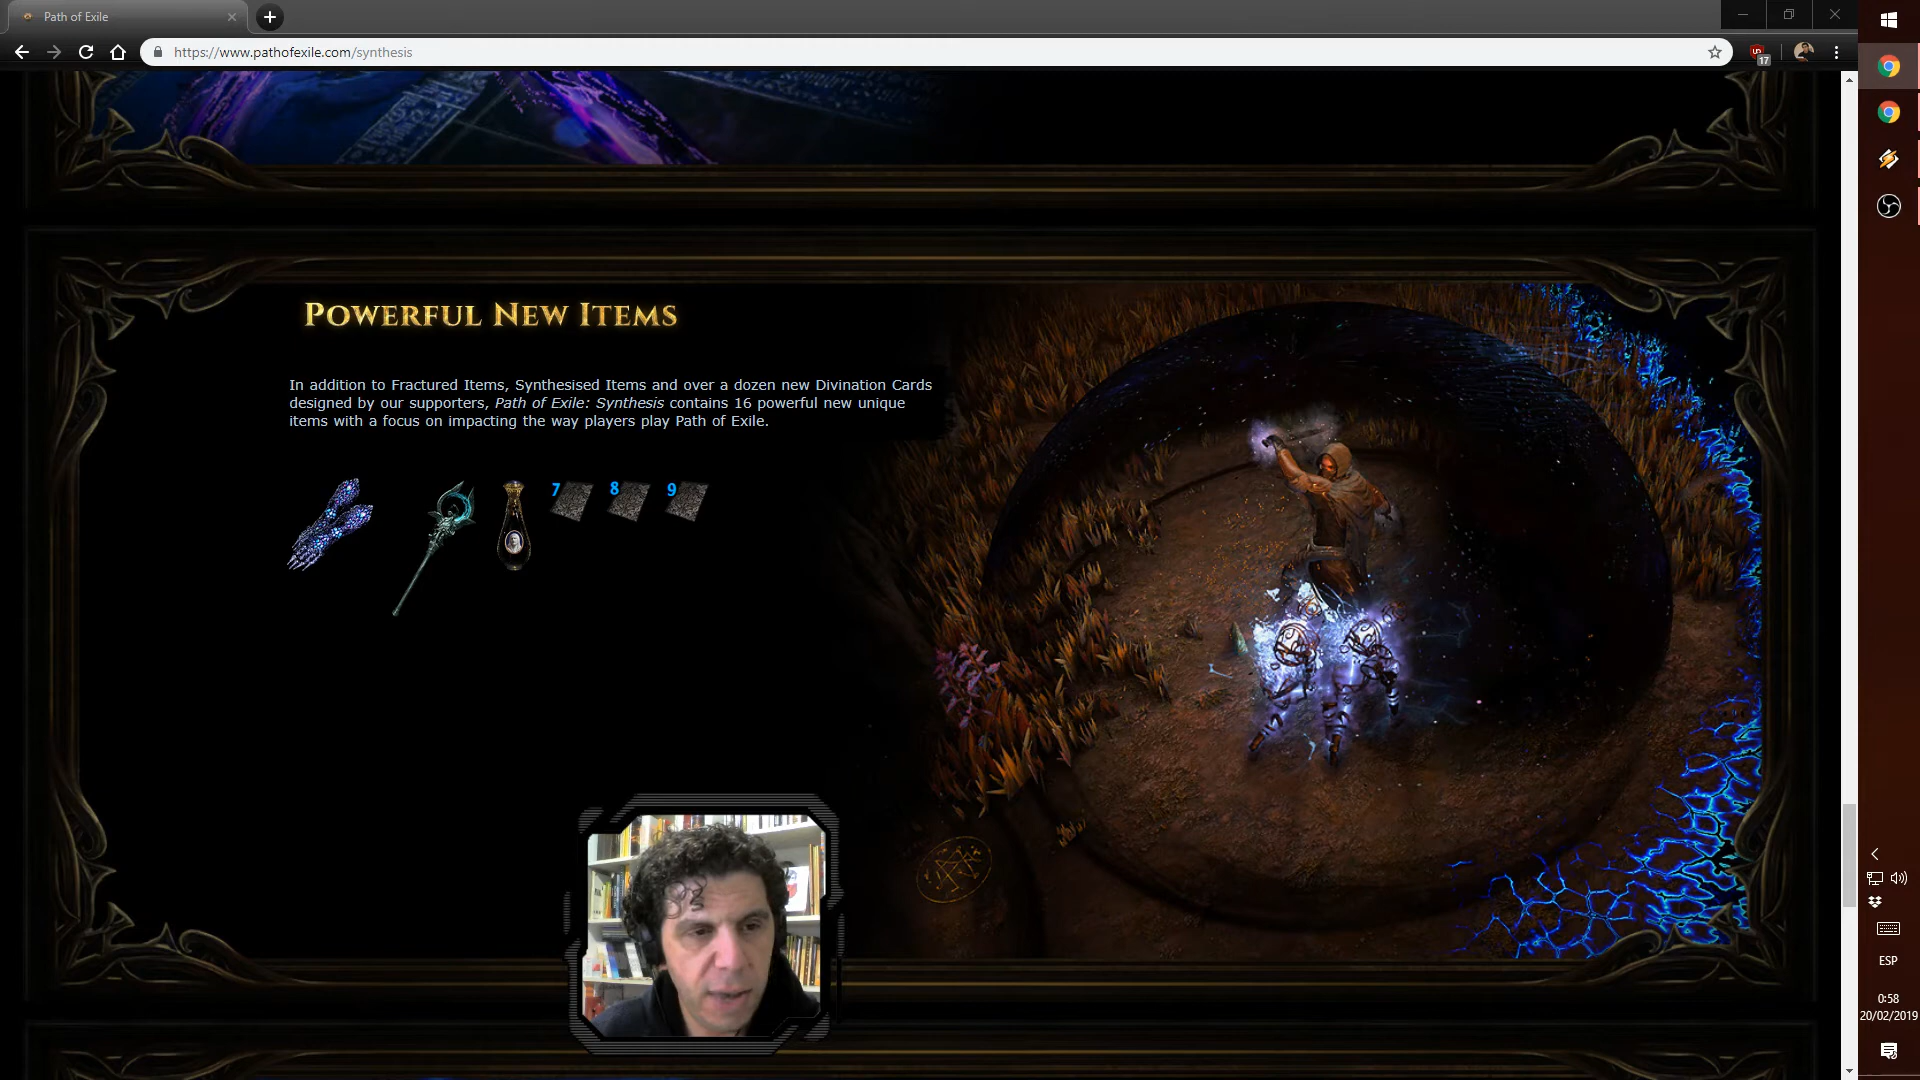 Path of Exile
https://www.pathofexile.com/synthesis
17
POWERFUL NEW ITEMS
In addition to Fractured Items, Synthesised Items and over a dozen new Divination Cards
designed by our supporters, Path of Exile: Synthesis contains 16 powerful new unique
items with a focus on impacting the way players play Path of Exile.
7 8 9
ESP
0:58
20/02/2019